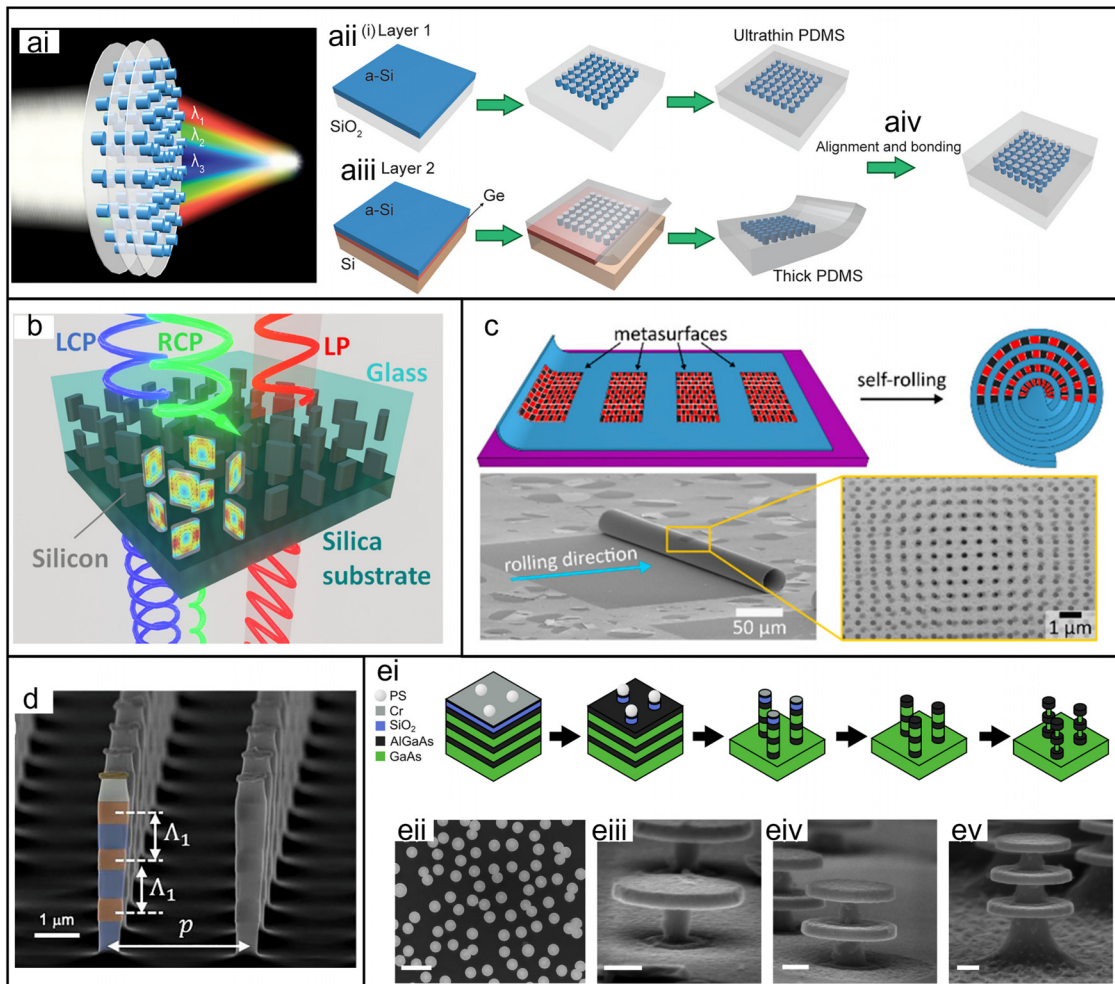 ai
λ1
λ2
λ3
aii
(i) Layer 1
a-Si
SiO2
Ultrathin PDMS
aiii
Layer 2
Ge
a-Si
Si
Thick PDMS
aiv
Alignment and bonding
b
LCP
RCP
LP
Glass
Silicon
Silica
substrate
c
metasurfaces
self-rolling
rolling direction
50 μm
1 μm
d
Λ1
Λ1
p
1 μm
ei
PS
Cr
SiO2
AlGaAs
GaAs
eii
eiii
eiv
ev